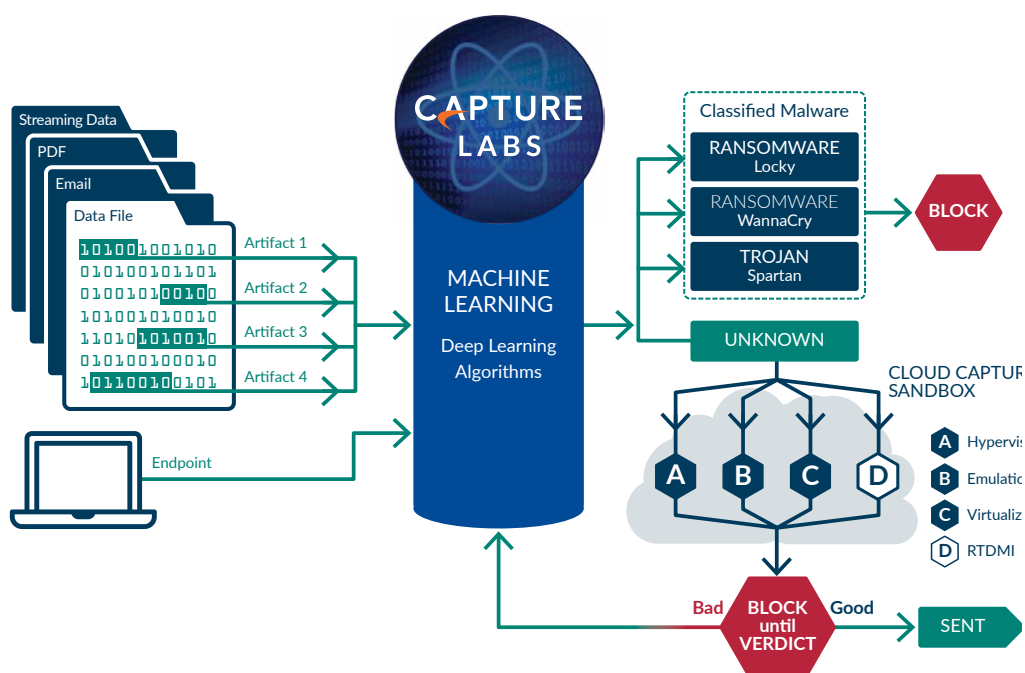 CAPTURE
LABS
Streaming Data
PDF
Email
Data File
101001001010
010100101101
010010100100
101001010010
110101010010
010100100010
101100100101
Artifact 1
Artifact 2
Artifact 3
Artifact 4
Endpoint
MACHINE
LEARNING
Deep Learning
Algorithms
Classified Malware
RANSOMWARE
Locky
RANSOMWARE
WannaCry
TROJAN
Spartan
BLOCK
UNKNOWN
CLOUD CAPTUR
SANDBOX
A
B
C
D
A Hypervis
B Emulatio
C Virtualiz
D RTDMI
Bad
BLOCK
until
VERDICT
Good
SENT